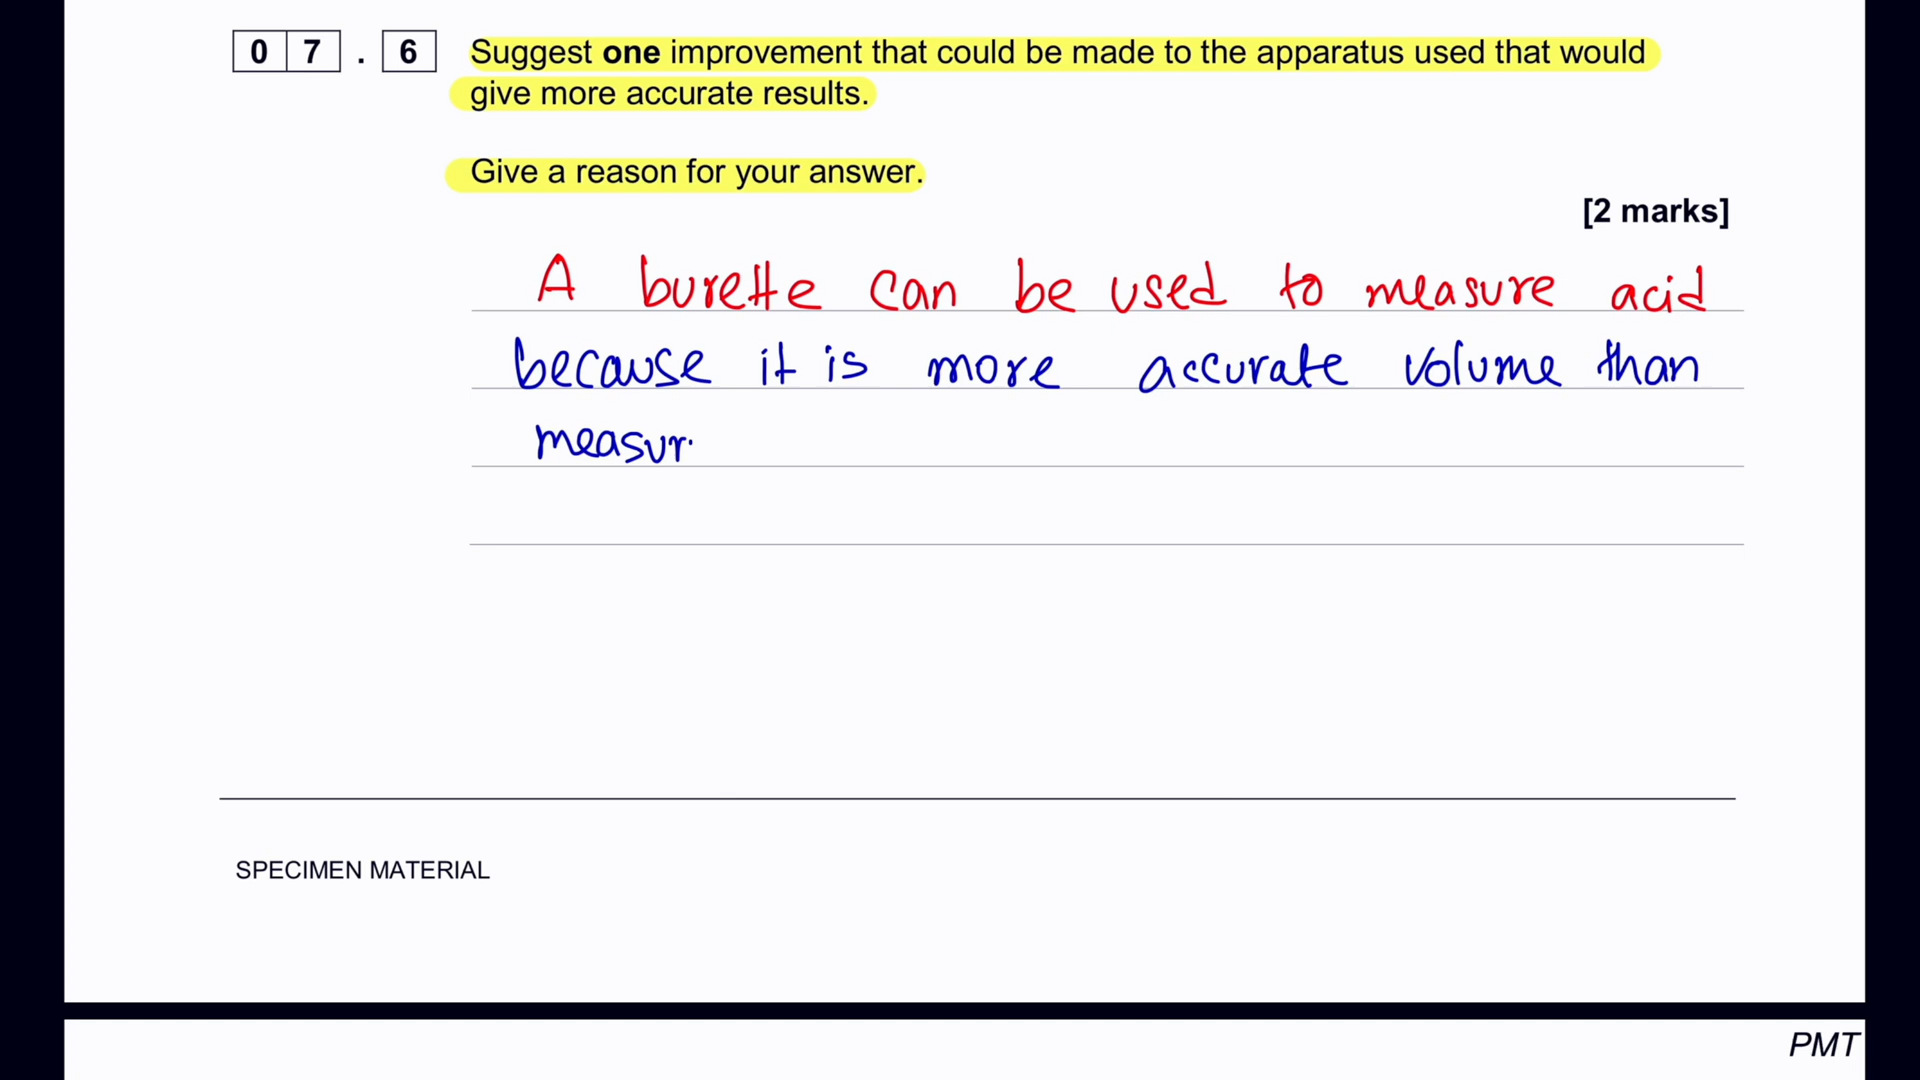 07.6 Suggest one improvement that could be made to the apparatus used that would
give more accurate results.
Give a reason for your answer.
[2 marks]
A burette can be used to measure acid
because it is more accurate volume than
measur
SPECIMEN MATERIAL
PMT